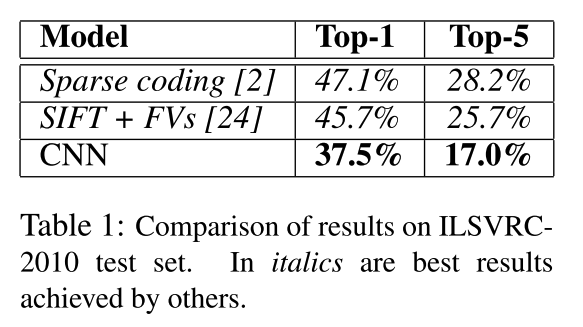 Model Top-1 Top-5
Sparse coding [2] 47.1% 28.2%
SIFT + FVs [24] 45.7% 25.7%
CNN 37.5% 17.0%
Table 1: Comparison of results on ILSVRC-
2010 test set. In italics are best results
achieved by others.